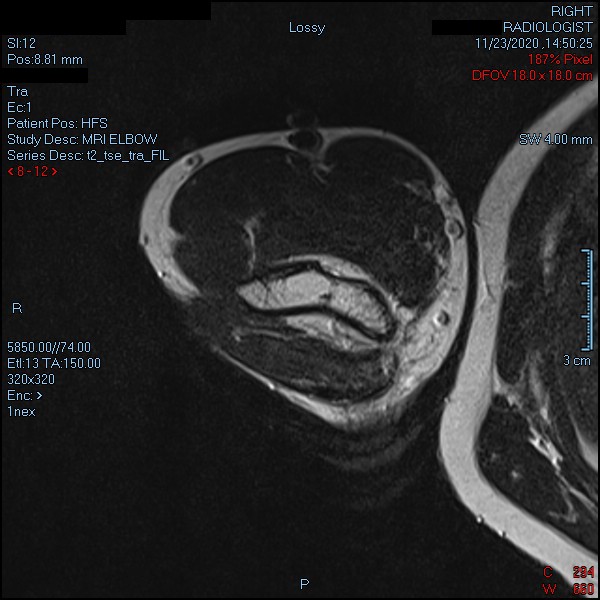 Lossy
RIGHT
RADIOLOGIST
11/23/2020 ,14:50:25
187% Pixel
DFOV 18.0 x 18.0 cm
SI:12
Pos:8.81 mm
Tra
Ec:1
Patient Pos: HFS
Study Desc: MRI ELBOW
Series Desc: t2_tse_tra_FIL
< 8 - 12 >
SW 4.00 mm
R
3 cm
5850.00//74.00
Etl:13 TA:150.00
320x320
Enc: >
1nex
P
C 294
W 660